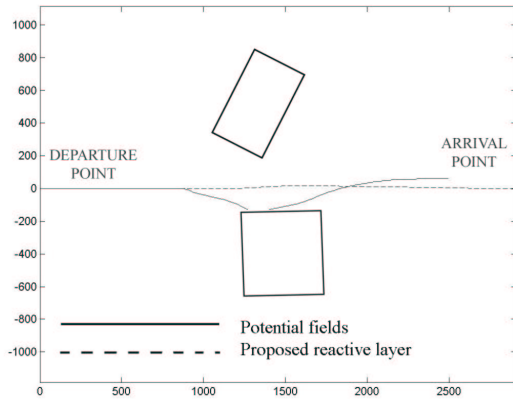 1000
800
600
400
200
0
-200
-400
-600
-800
-1000
DEPARTURE
POINT
ARRIVAL
POINT
Potential fields
Proposed reactive layer
0 500 1000 1500 2000 2500